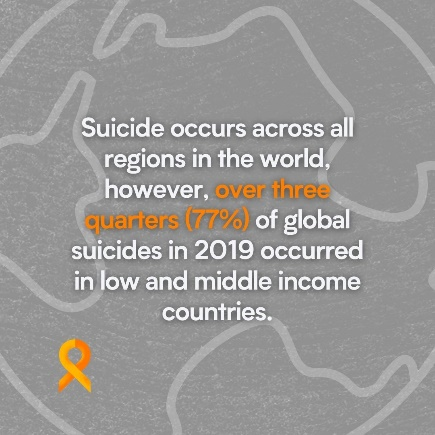 Suicide occurs across all
regions in the world,
however, over three
quarters (77%) of global
suicides in 2019 occurred
in low and middle income
countries.